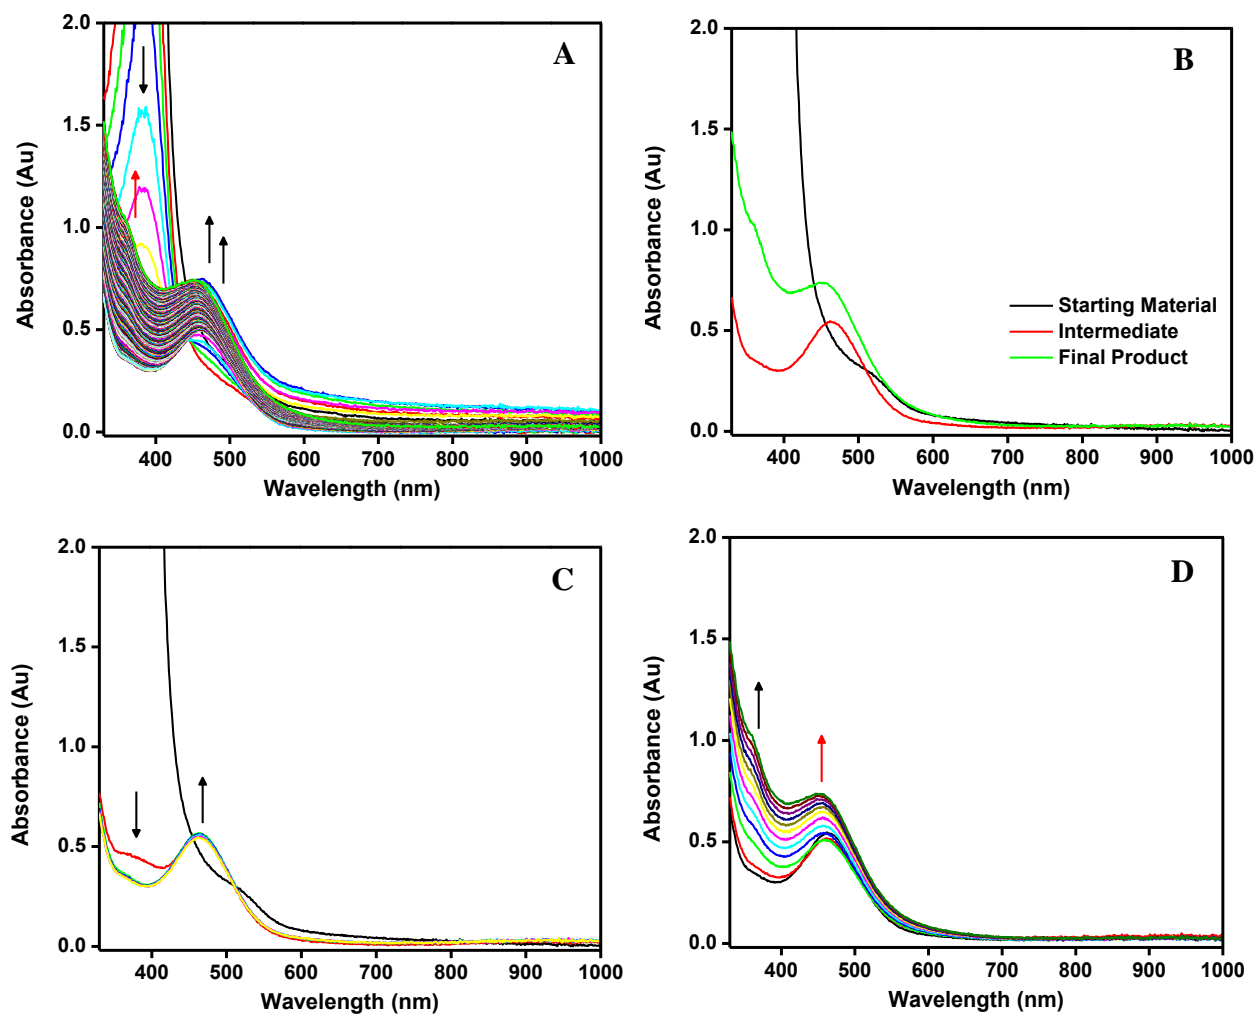 A
2.0
1.5
1.0
0.5
0.0
Absorbance (Au)
400 500 600 700 800 900 1000
Wavelength (nm)
B
2.0
1.5
1.0
0.5
0.0
Absorbance (Au)
Starting Material
Intermediate
Final Product
400 500 600 700 800 900 1000
Wavelength (nm)
C
2.0
1.5
1.0
0.5
0.0
Absorbance (Au)
400 500 600 700 800 900 1000
Wavelength (nm)
D
2.0
1.5
1.0
0.5
0.0
Absorbance (Au)
400 500 600 700 800 900 1000
Wavelength (nm)